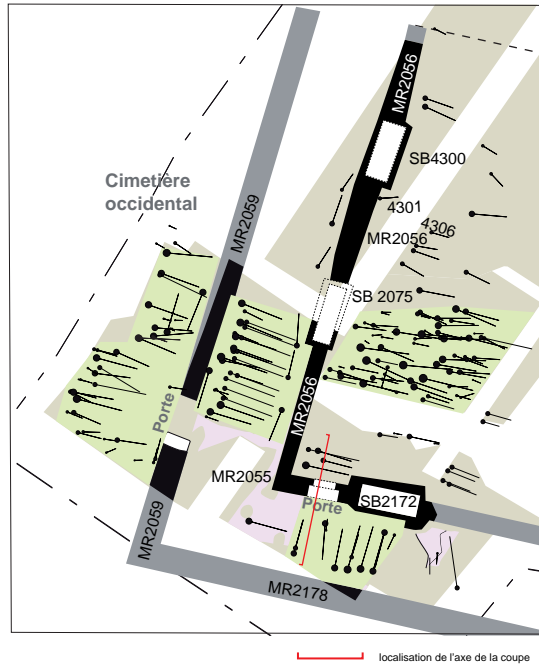 MR2056
SB4300
Cimetière
occidental
MR2059
4301
4306
MR2056
SB 2075
MR2056
Porte
MR2055
SB2172
Porte
MR2059
MR2178
localisation de l'axe de la coupe